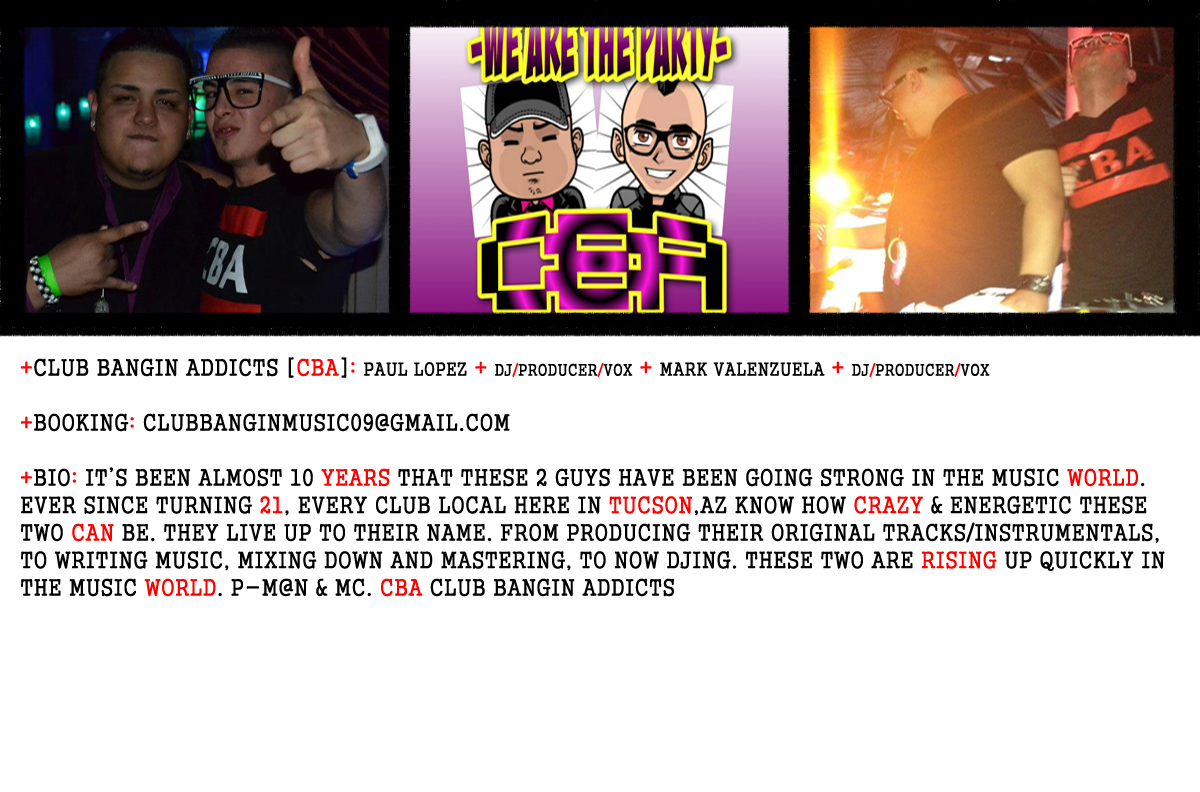 -WE ARE THE PARTY-
CBA
CBA
CBA
+CLUB BANGIN ADDICTS [CBA]: PAUL LOPEZ + DJ/PRODUCER/VOX + MARK VALENZUELA + DJ/PRODUCER/VOX
+BOOKING: CLUBBANGINMUSIC09@GMAIL.COM
+BIO: IT'S BEEN ALMOST 10 YEARS THAT THESE 2 GUYS HAVE BEEN GOING STRONG IN THE MUSIC WORLD.
EVER SINCE TURNING 21, EVERY CLUB LOCAL HERE IN TUCSON,AZ KNOW HOW CRAZY & ENERGETIC THESE
TWO CAN BE. THEY LIVE UP TO THEIR NAME. FROM PRODUCING THEIR ORIGINAL TRACKS/INSTRUMENTALS,
TO WRITING MUSIC, MIXING DOWN AND MASTERING, TO NOW DJING. THESE TWO ARE RISING UP QUICKLY IN
THE MUSIC WORLD. P-M@N & MC. CBA CLUB BANGIN ADDICTS